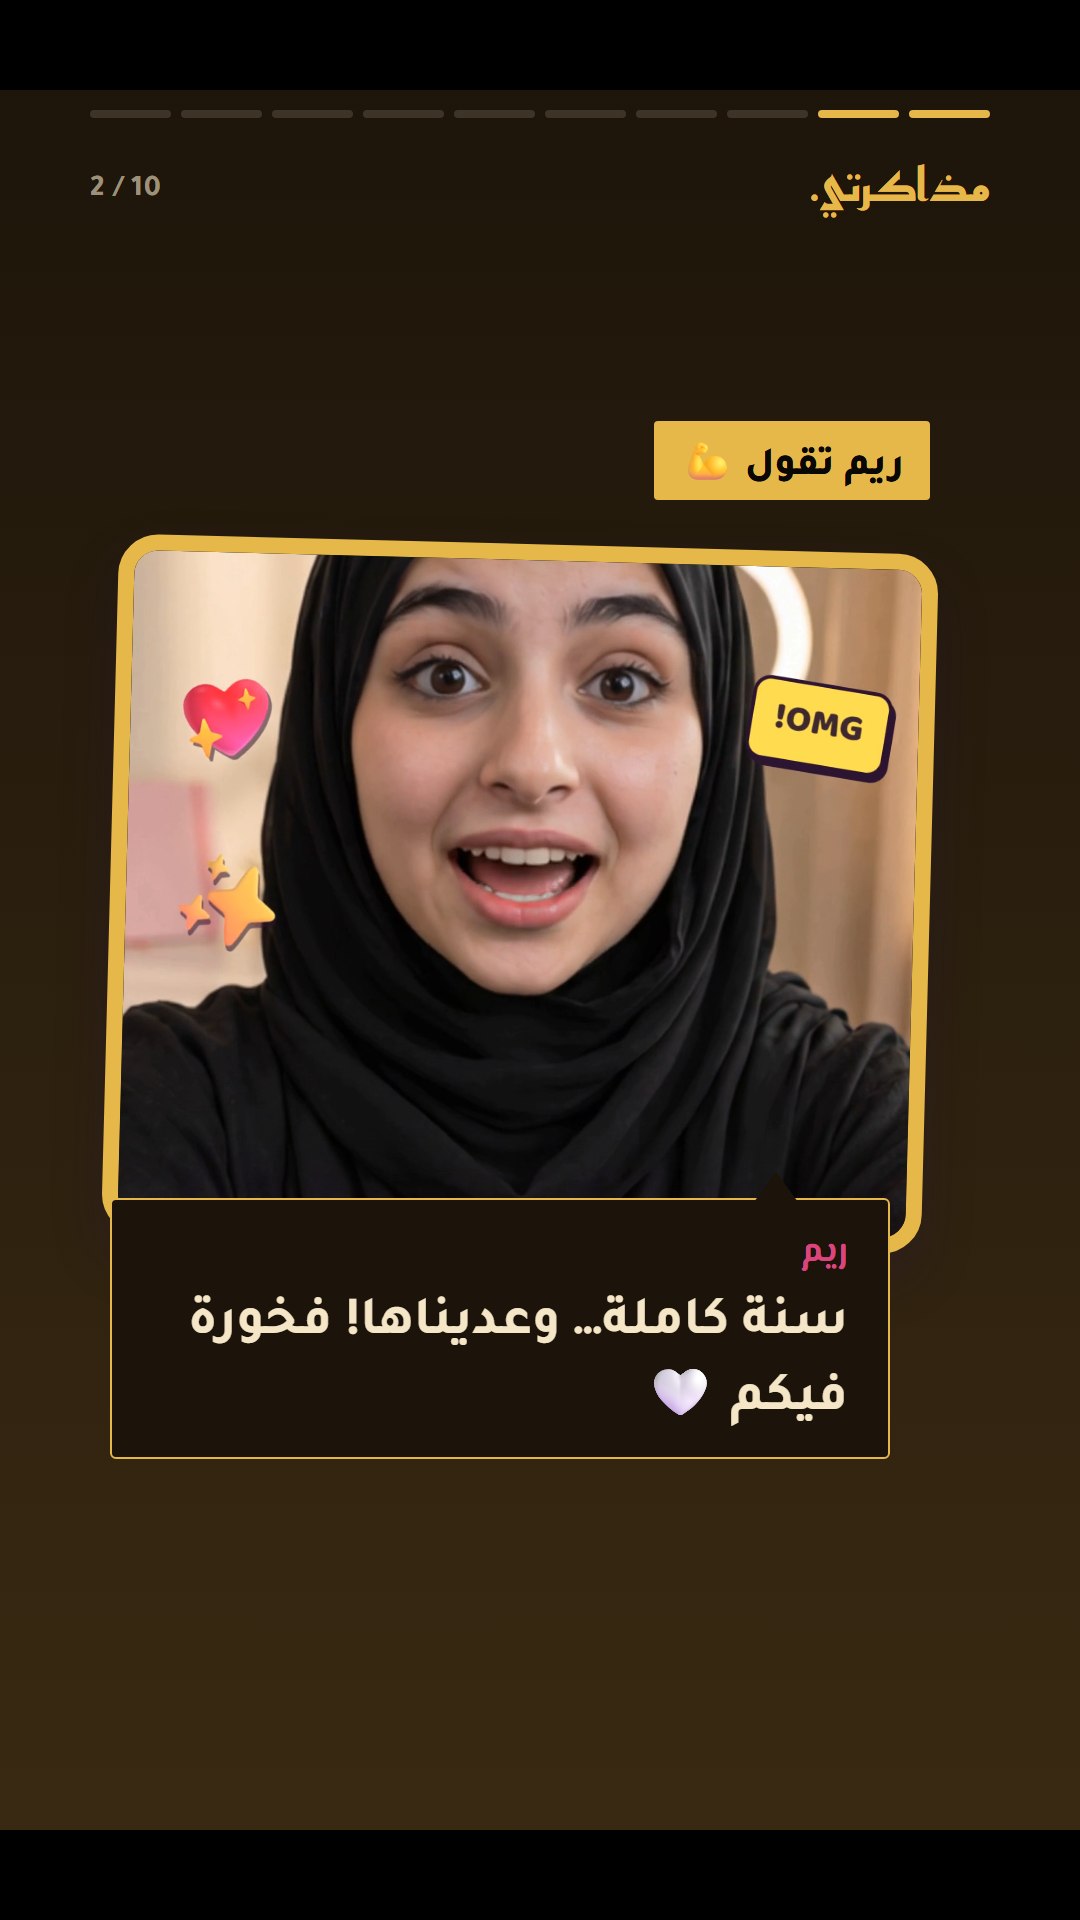 مذاكرتي.
2 / 10
ريم تقول 💪
!OMG
ريم
سنة كاملة... وعديناها! فخورة
فيكم 🤍